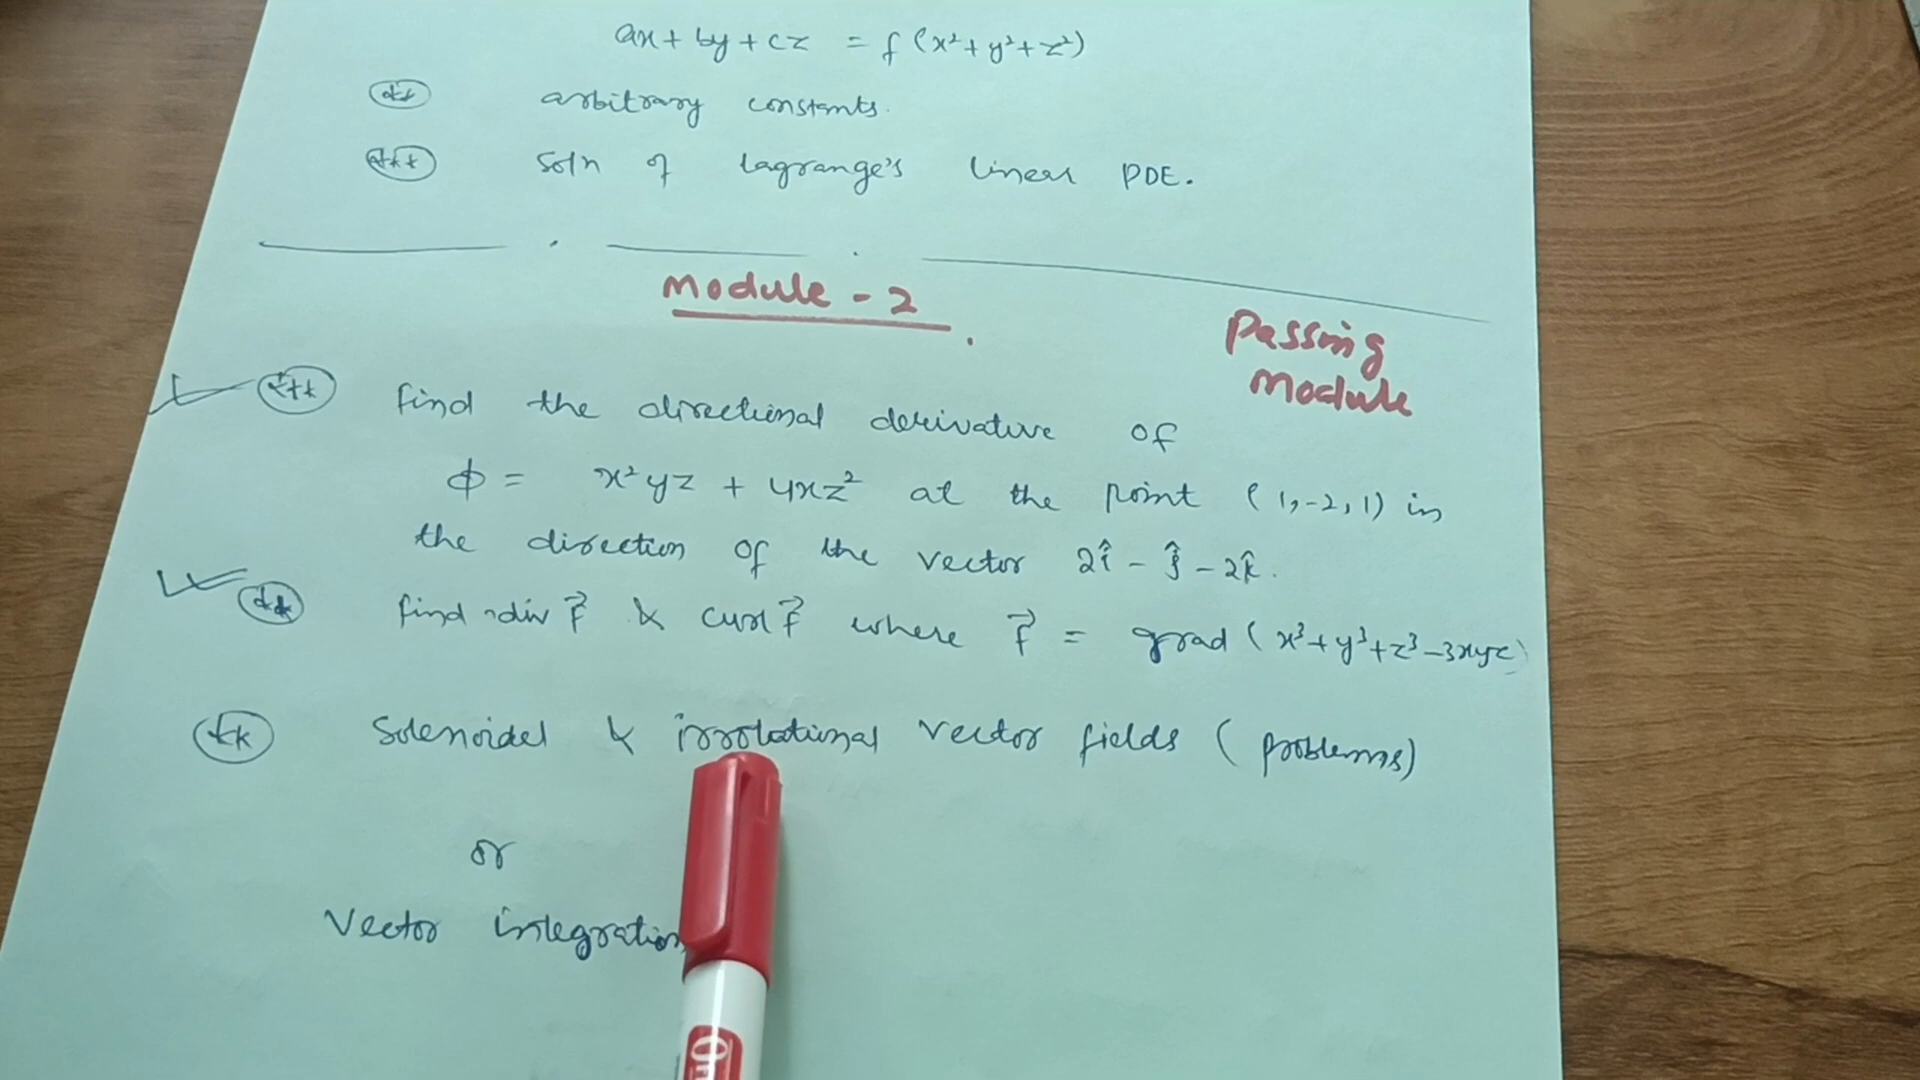 ax + by + cz = f (x² + y² + z²)
** arbitrary constants.
*** soln of lagrange's linear PDE.
Module - 2.
Passing
Module
*** find the directional derivative of
ϕ = x²yz + 4xz² at the point (1,-2,1) in
the direction of the vector 2î - ĵ - 2k̂.
** find div F⃗ & curl F⃗ where F⃗ = grad (x³+y³+z³-3xyz)
** Solenoidal & irrotational vector fields (problems)
or
Vector integration